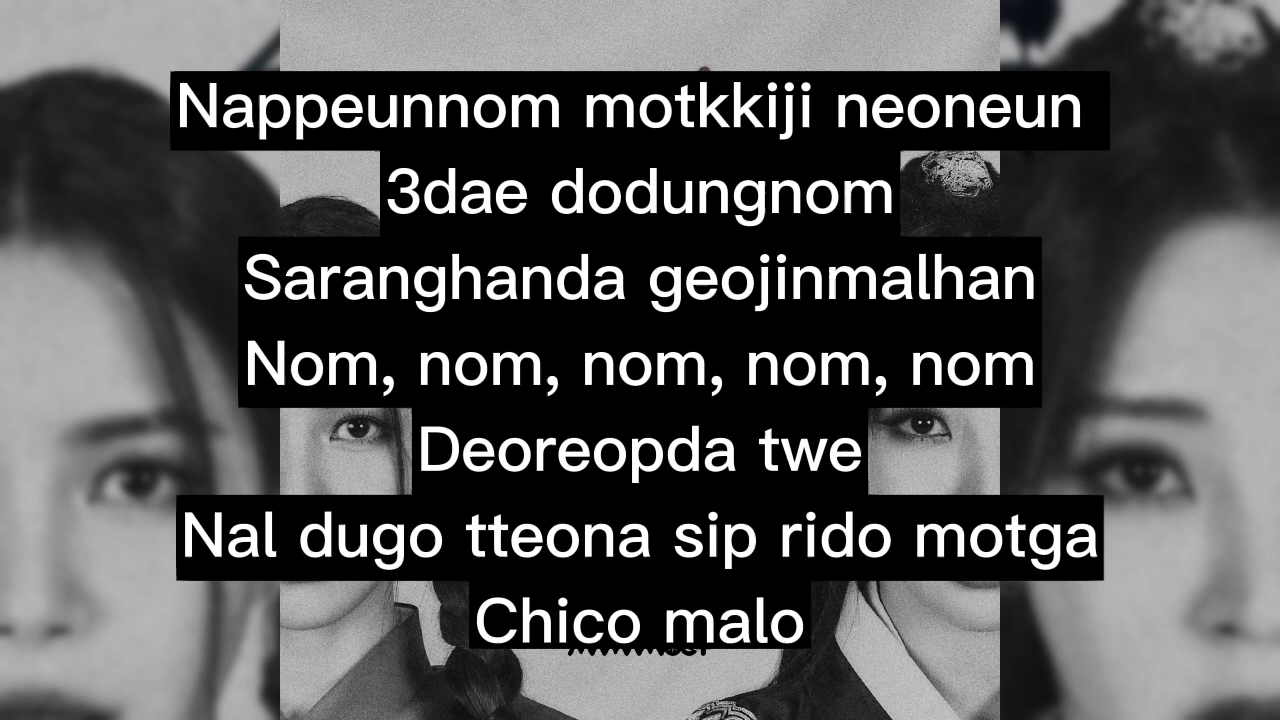 Nappeunnom motkkiji neoneun
3dae dodungnom
Saranghanda geojinmalhan
Nom, nom, nom, nom, nom
Deoreopda twe
Nal dugo tteona sip rido motga
Chico malo